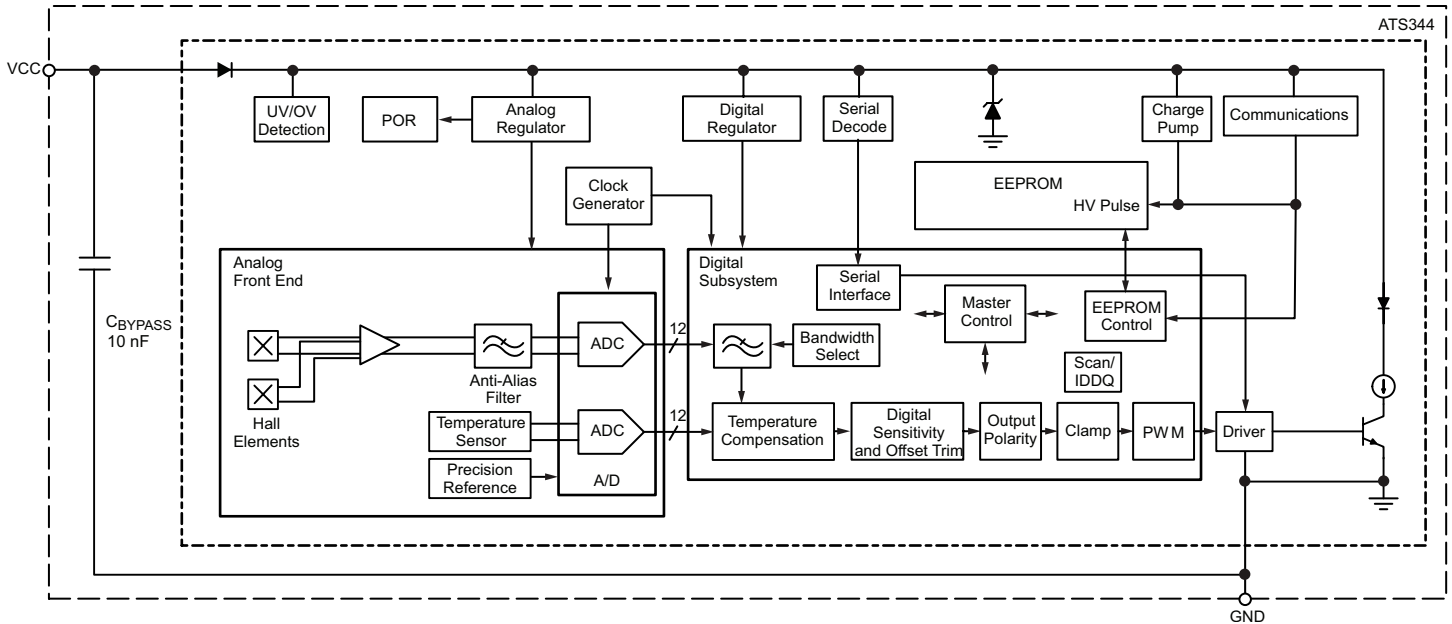 ATS344
VCC
UV/OV
Detection
POR
Analog
Regulator
Digital
Regulator
Serial
Decode
Charge
Pump
Communications
Clock
Generator
EEPROM
HV Pulse
Analog
Front End
Digital
Subsystem
Serial
Interface
Master
Control
EEPROM
Control
CBYPASS
10 nF
ADC
12
Bandwidth
Select
Scan/
IDDQ
Anti-Alias
Filter
Hall
Elements
Temperature
Sensor
ADC
12
Temperature
Compensation
Digital
Sensitivity
and Offset Trim
Output
Polarity
Clamp
PWM
Driver
Precision
Reference
A/D
GND